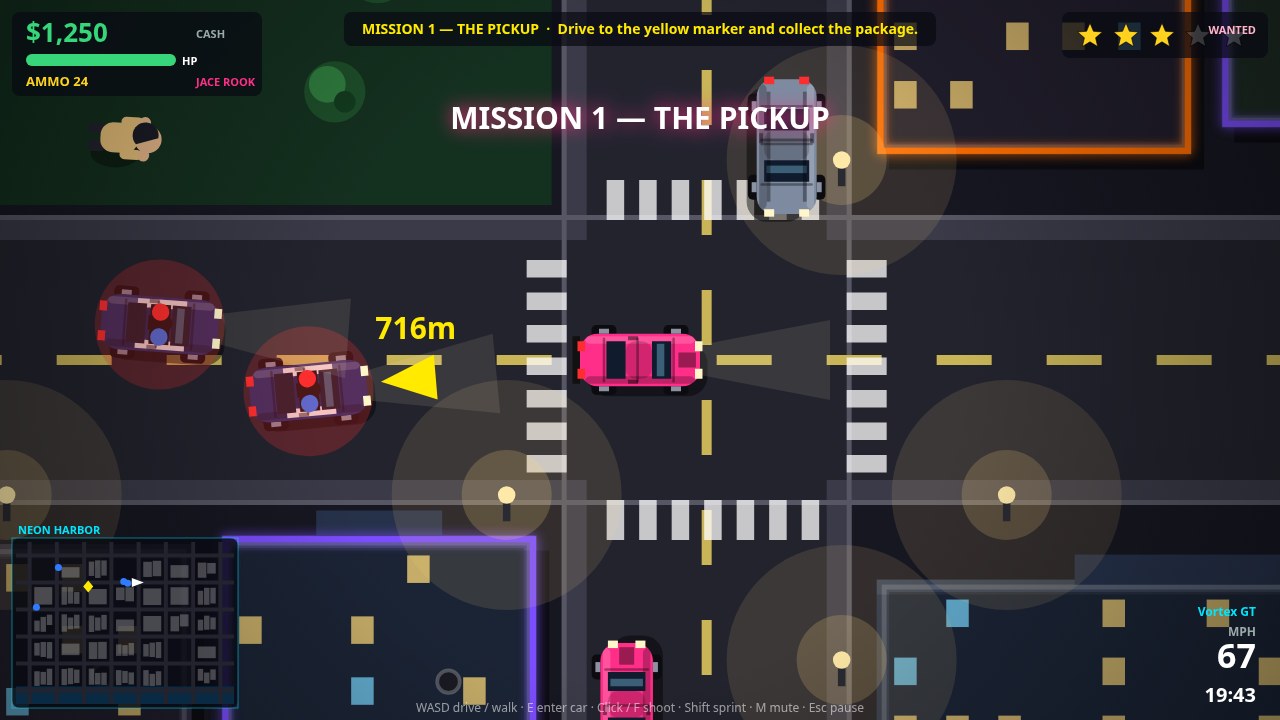 $1,250 CASH
HP
AMMO 24 JACE ROOK
MISSION 1 — THE PICKUP · Drive to the yellow marker and collect the package.
WANTED
MISSION 1 — THE PICKUP
716m
NEON HARBOR
Vortex GT
MPH
67
19:43
WASD drive / walk · E enter car · Click / F shoot · Shift sprint · M mute · Esc pause